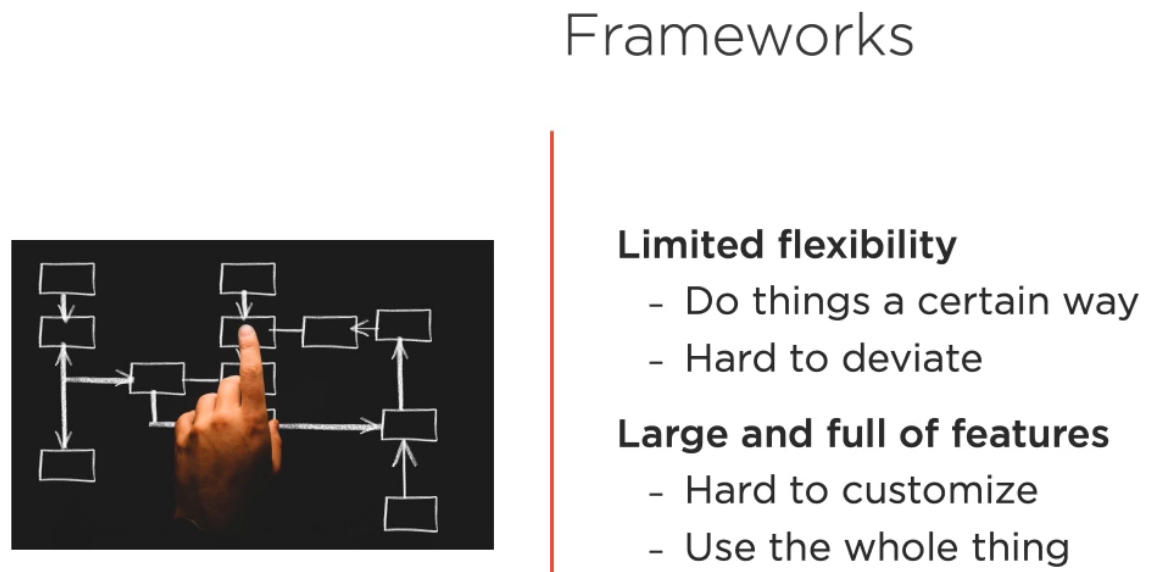 Frameworks
Limited flexibility
- Do things a certain way
- Hard to deviate
Large and full of features
- Hard to customize
- Use the whole thing